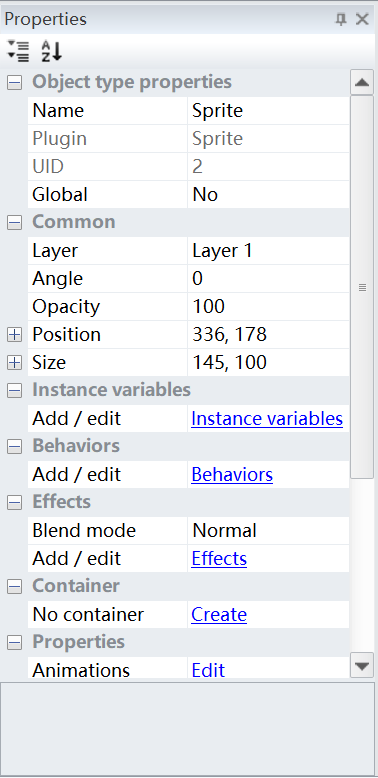 Properties
A Z
Object type properties
Name Sprite
Plugin Sprite
UID 2
Global No
Common
Layer Layer 1
Angle 0
Opacity 100
Position 336, 178
Size 145, 100
Instance variables
Add / edit Instance variables
Behaviors
Add / edit Behaviors
Effects
Blend mode Normal
Add / edit Effects
Container
No container Create
Properties
Animations Edit